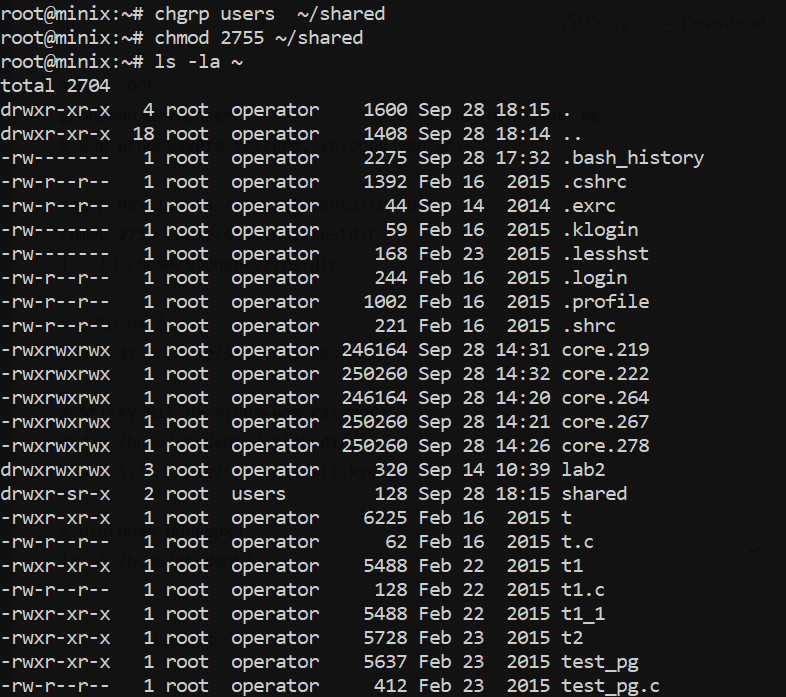 root@minix:~# chgrp users  ~/shared
root@minix:~# chmod 2755 ~/shared
root@minix:~# ls -la ~
total 2704
drwxr-xr-x   4 root  operator    1600 Sep 28 18:15 .
drwxr-xr-x  18 root  operator    1408 Sep 28 18:14 ..
-rw-------   1 root  operator    2275 Sep 28 17:32 .bash_history
-rw-r--r--   1 root  operator    1392 Feb 16  2015 .cshrc
-rw-r--r--   1 root  operator      44 Sep 14  2014 .exrc
-rw-------   1 root  operator      59 Feb 16  2015 .klogin
-rw-------   1 root  operator     168 Feb 23  2015 .lesshst
-rw-r--r--   1 root  operator     244 Feb 16  2015 .login
-rw-r--r--   1 root  operator    1002 Feb 16  2015 .profile
-rw-r--r--   1 root  operator     221 Feb 16  2015 .shrc
-rwxrwxrwx   1 root  operator  246164 Sep 28 14:31 core.219
-rwxrwxrwx   1 root  operator  250260 Sep 28 14:32 core.222
-rwxrwxrwx   1 root  operator  246164 Sep 28 14:20 core.264
-rwxrwxrwx   1 root  operator  250260 Sep 28 14:21 core.267
-rwxrwxrwx   1 root  operator  250260 Sep 28 14:26 core.278
drwxrwxrwx   3 root  operator     320 Sep 14 10:39 lab2
drwxr-sr-x   2 root  users        128 Sep 28 18:15 shared
-rwxr-xr-x   1 root  operator    6225 Feb 16  2015 t
-rw-r--r--   1 root  operator      62 Feb 16  2015 t.c
-rwxr-xr-x   1 root  operator    5488 Feb 22  2015 t1
-rw-r--r--   1 root  operator     128 Feb 22  2015 t1.c
-rwxr-xr-x   1 root  operator    5488 Feb 22  2015 t1_1
-rwxr-xr-x   1 root  operator    5728 Feb 23  2015 t2
-rwxr-xr-x   1 root  operator    5637 Feb 23  2015 test_pg
-rw-r--r--   1 root  operator     412 Feb 23  2015 test_pg.c